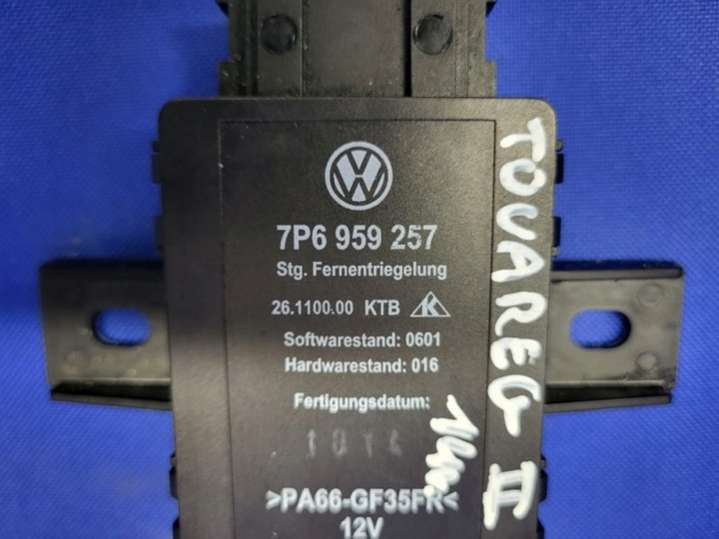 7P6 959 257
Stg. Fernentriegelung
26.1100.00 KTB K
Softwarestand: 0601
Hardwarestand: 016
Fertigungsdatum:
1014
>PA66-GF35FR<
12V
TOUAREG II